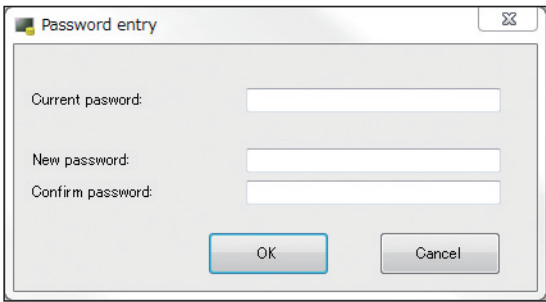 Password entry
Current pasword:
New password:
Confirm password:
OK Cancel